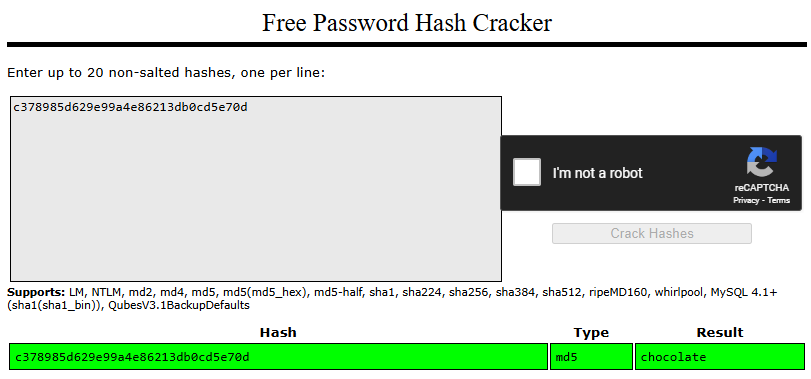 Free Password Hash Cracker
Enter up to 20 non-salted hashes, one per line:
c378985d629e99a4e86213db0cd5e70d
I'm not a robot
reCAPTCHA
Privacy - Terms
Crack Hashes
Supports: LM, NTLM, md2, md4, md5, md5(md5_hex), md5-half, sha1, sha224, sha256, sha384, sha512, ripeMD160, whirlpool, MySQL 4.1+
(sha1(sha1_bin)), QubesV3.1BackupDefaults
Hash Type Result
c378985d629e99a4e86213db0cd5e70d md5 chocolate